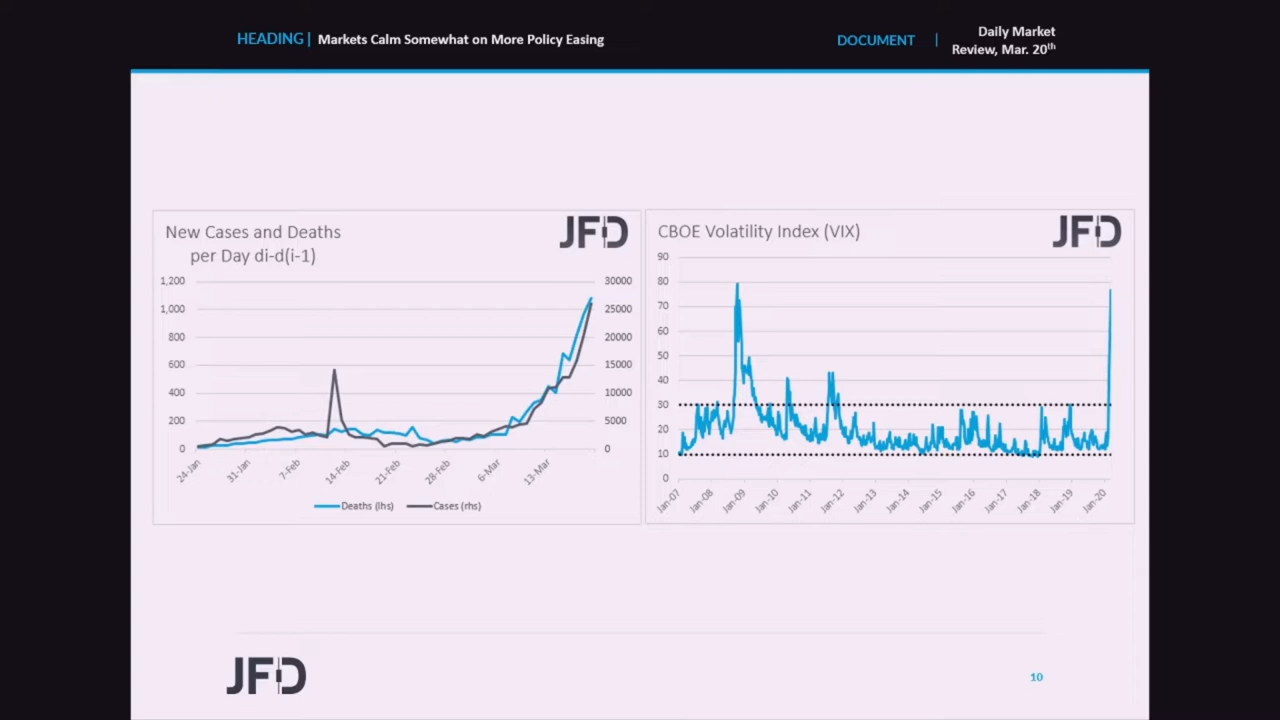 HEADING | Markets Calm Somewhat on More Policy Easing
DOCUMENT |
Daily Market
Review, Mar. 20th
New Cases and Deaths
per Day di-d(i-1)
JFD
1,200
1,000
800
600
400
200
0
30000
25000
20000
15000
10000
5000
0
24-Jan
31-Jan
7-Feb
14-Feb
21-Feb
28-Feb
6-Mar
13-Mar
Deaths (lhs)
Cases (rhs)
CBOE Volatility Index (VIX)
JFD
90
80
70
60
50
40
30
20
10
0
Jan-07
Jan-08
Jan-09
Jan-10
Jan-11
Jan-12
Jan-13
Jan-14
Jan-15
Jan-16
Jan-17
Jan-18
Jan-19
Jan-20
JFD
10